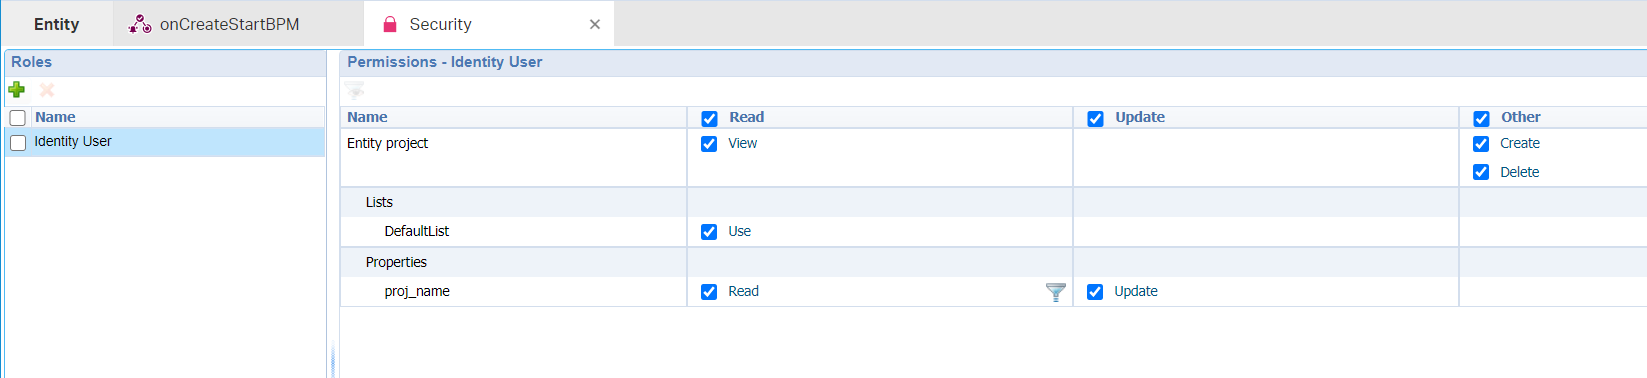 Entity onCreateStartBPM Security
Roles
Permissions - Identity User
Name
Identity User
Name Read Update Other
Entity project View Create
Delete
Lists
DefaultList Use
Properties
proj_name Read Update